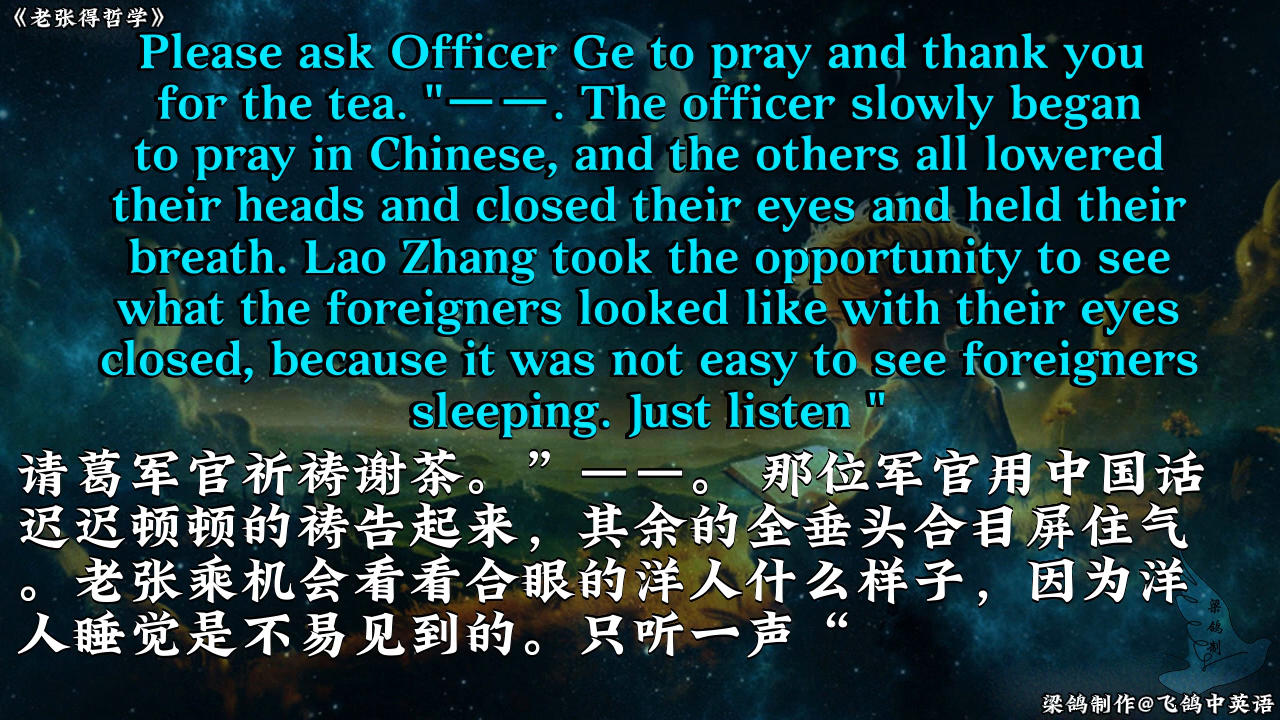 《老张得哲学》
Please ask Officer Ge to pray and thank you
for the tea. "一一. The officer slowly began
to pray in Chinese, and the others all lowered
their heads and closed their eyes and held their
breath. Lao Zhang took the opportunity to see
what the foreigners looked like with their eyes
closed, because it was not easy to see foreigners
sleeping. Just listen "
请葛军官祈祷谢茶。”一一。那位军官用中国话
迟迟顿顿的祷告起来，其余的全垂头合目屏住气
。老张乘机会看看合眼的洋人什么样子，因为洋
人睡觉是不易见到的。只听一声“
梁鸽制
梁鸽制作@飞鸽中英语